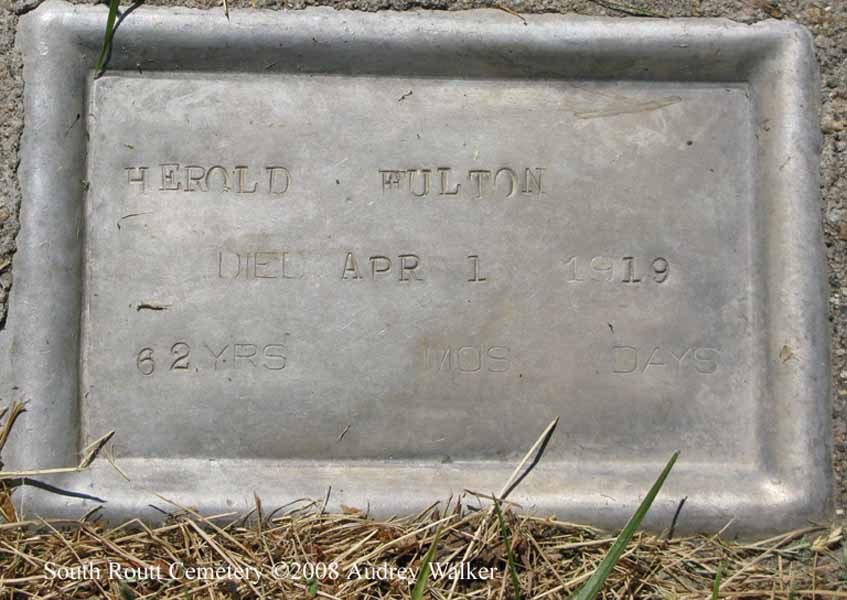 HEROLD FULTON
DIED APR 1 1919
62 YRS MOS DAYS
South Routt Cemetery ©2008 Audrey Walker